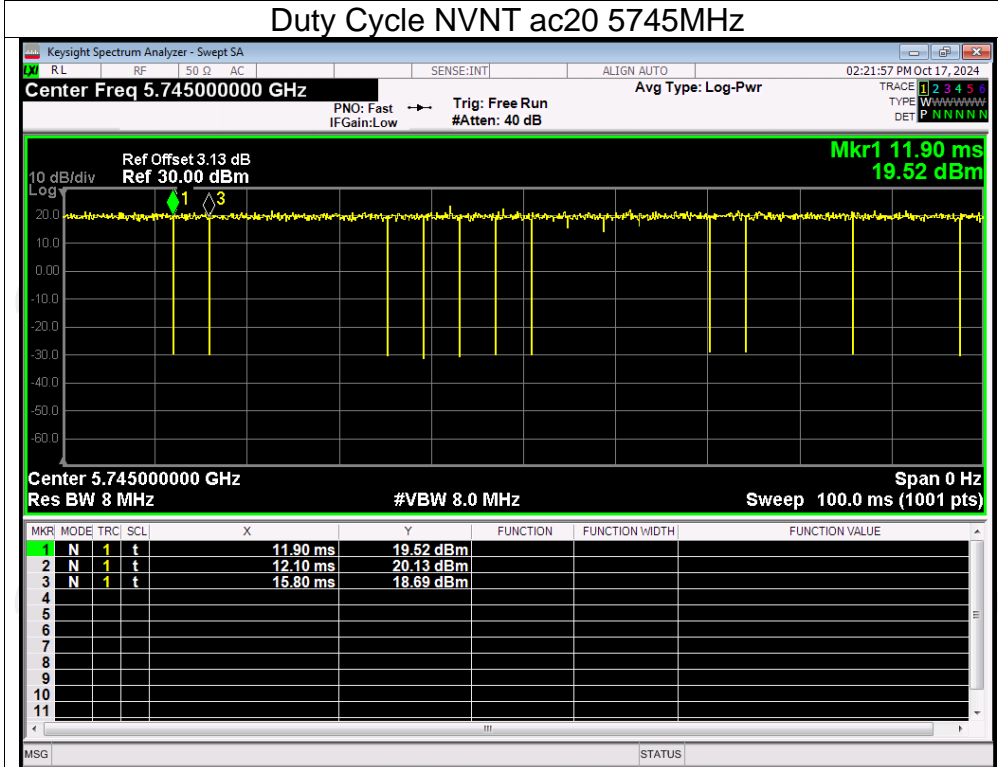 Duty Cycle NVNT ac20 5745MHz
Keysight Spectrum Analyzer - Swept SA
LXI RL RF 50 Ω AC SENSE:INT ALIGN AUTO 02:21:57 PM Oct 17, 2024
Center Freq 5.745000000 GHz Avg Type: Log-Pwr TRACE 1 2 3 4 5 6
PNO: Fast Trig: Free Run TYPE WWWWWW
IFGain:Low #Atten: 40 dB DET P N N N N N
Mkr1 11.90 ms
19.52 dBm
Ref Offset 3.13 dB
10 dB/div Ref 30.00 dBm
Log
1 3
20.0
10.0
0.00
-10.0
-20.0
-30.0
-40.0
-50.0
-60.0
Center 5.745000000 GHz Span 0 Hz
Res BW 8 MHz #VBW 8.0 MHz Sweep 100.0 ms (1001 pts)
MKR MODE TRC SCL X Y FUNCTION FUNCTION WIDTH FUNCTION VALUE
1 N 1 t 11.90 ms 19.52 dBm
2 N 1 t 12.10 ms 20.13 dBm
3 N 1 t 15.80 ms 18.69 dBm
4
5
6
7
8
9
10
11
MSG STATUS